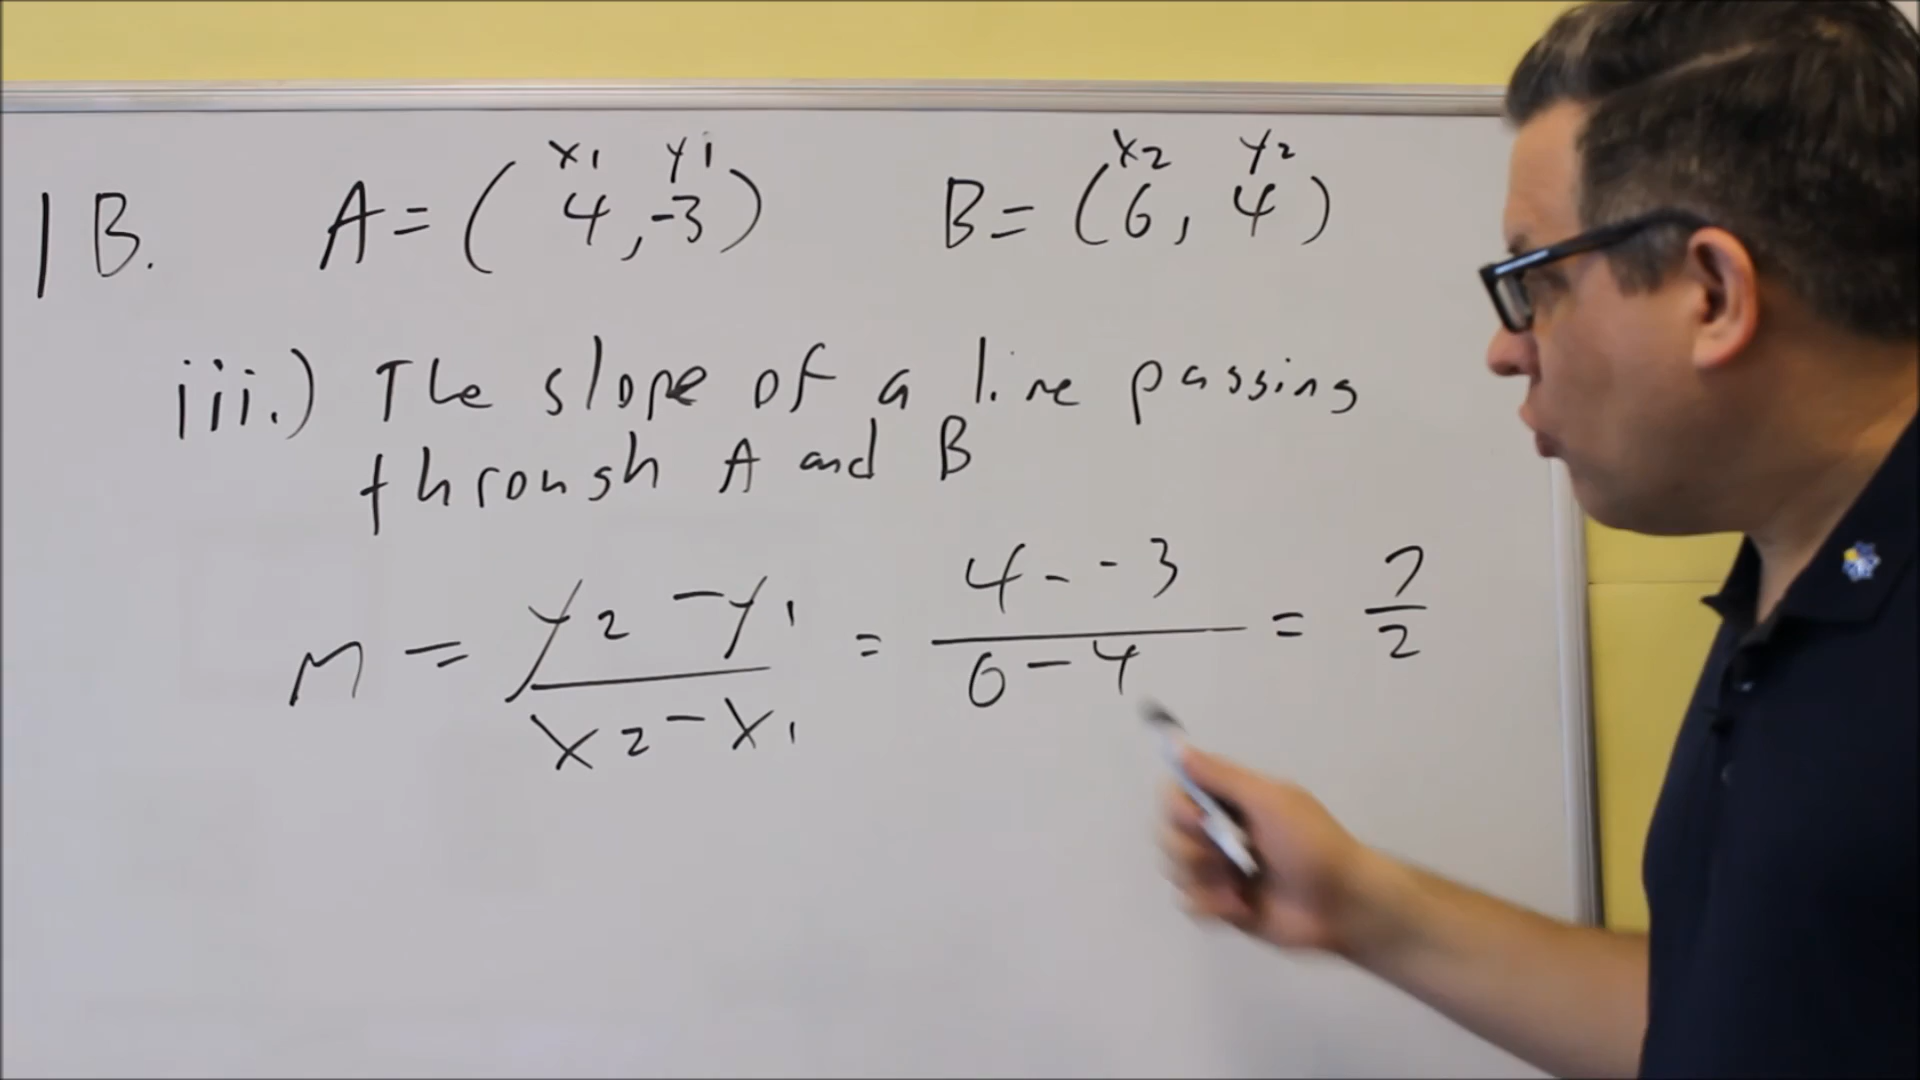 x1 y1 x2 y2
1B. A = (4, -3) B = (6, 4)
iii.) The slope of a line passing
through A and B
m = y2 - y1 / x2 - x1 = 4 - -3 / 6 - 4 = 7 / 2